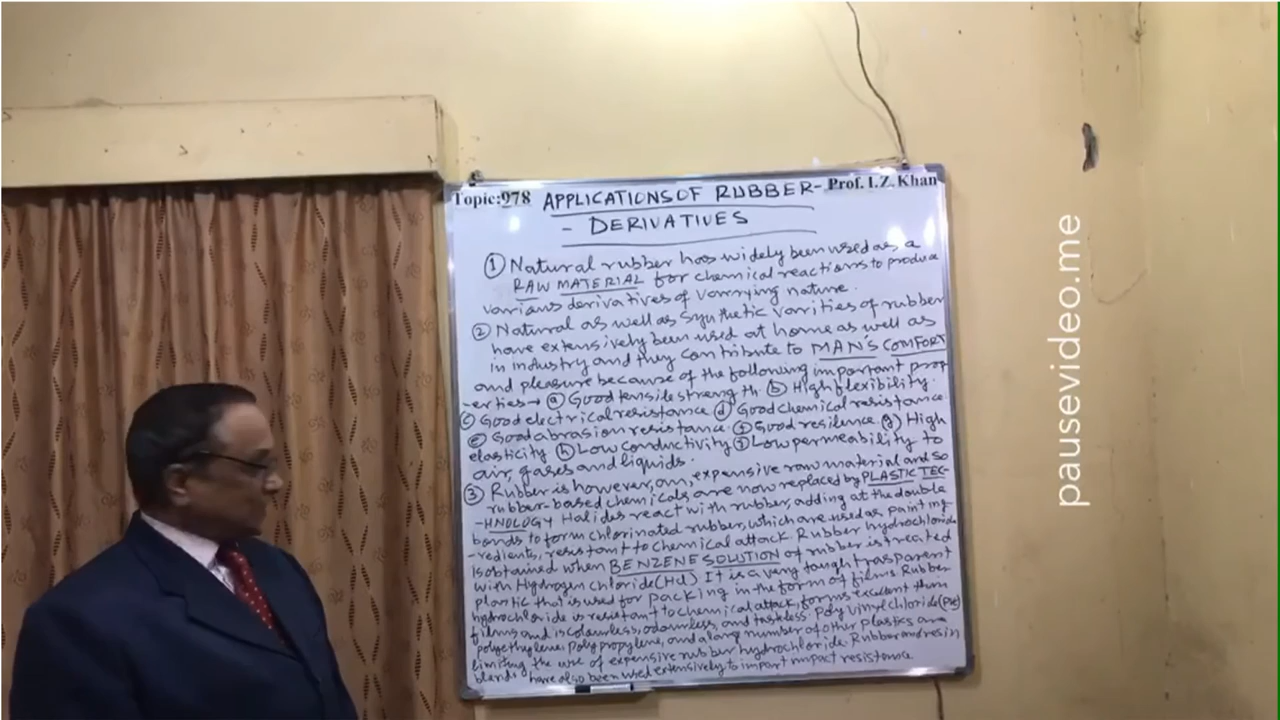 Topic:978 APPLICATIONS OF RUBBER- Prof. I.Z. Khan
- DERIVATIVES
① Natural rubber has widely been used as a
RAW MATERIAL for chemical reactions to produce
various derivatives of varrying nature.
② Natural as well as synthetic varities of rubber
have extensively been used at home as well as
in industry and they contribute to MAN'S COMFORT
and pleasure because of the following important prop
-erties→ ⓐ Good tensile strength ⓑ High flexibility
ⓒ Good electrical resistance ⓓ Good chemical resistance
ⓔ Good abrasion resistance ⓕ Good resilence ⓖ High
elasticity ⓗ Low conductivity ⓘ Low permeability to
air, gases and liquids.
③ Rubber is however, an, expensive raw material and so
rubber-based chemicals are now replaced by PLASTIC TEC-
-HNOLOGY Halides react with rubber, adding at the double
bonds to form chlorinated rubber, which are used as paint ing
-redients, resistant to chemical attack. Rubber hydrochloride
is obtained when BENZENE SOLUTION of rubber is treated
with Hydrogen chloride (HCl) It is a very tough trasparent
plastic that is used for packing in the form of films. Rubber
hydrochloride is resistant to chemical attack, forms excellent thin
films and is colourless, odourless, and tasteless. Poly vinyl chloride (PVC)
polyethylene, polypropylene, and a long number of other plastics are
limiting the use of expensive rubber hydrochloride. Rubber and resin
blends have also been used extensively to impart impact resistance
pausevideo.me